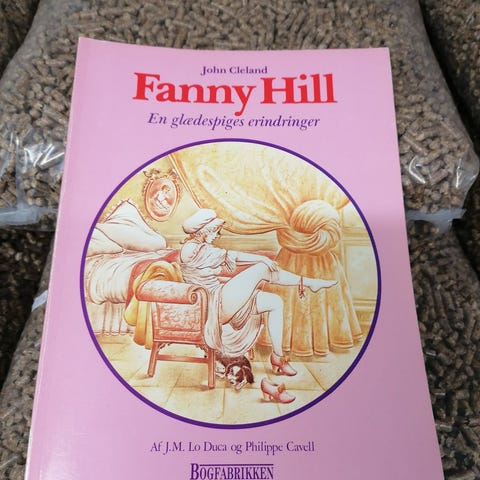 John Cleland
Fanny Hill
En glædespiges erindringer
Af J.M. Lo Duca og Philippe Cavell
BOGFABRIKKEN